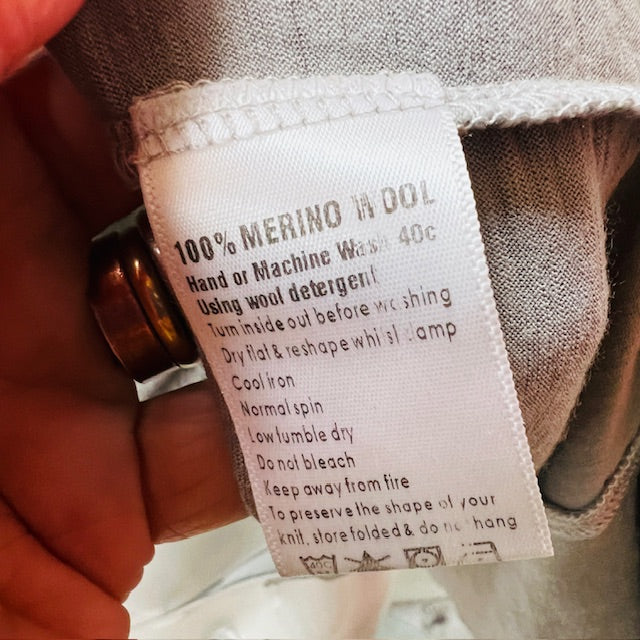 100% MERINO WOOL
Hand or Machine Wash 40c
Using wool detergent
Turn inside out before washing
Dry flat & reshape whilst damp
Cool iron
Normal spin
Low tumble dry
Do not bleach
Keep away from fire
To preserve the shape of your
knit, store folded & do not hang
40C